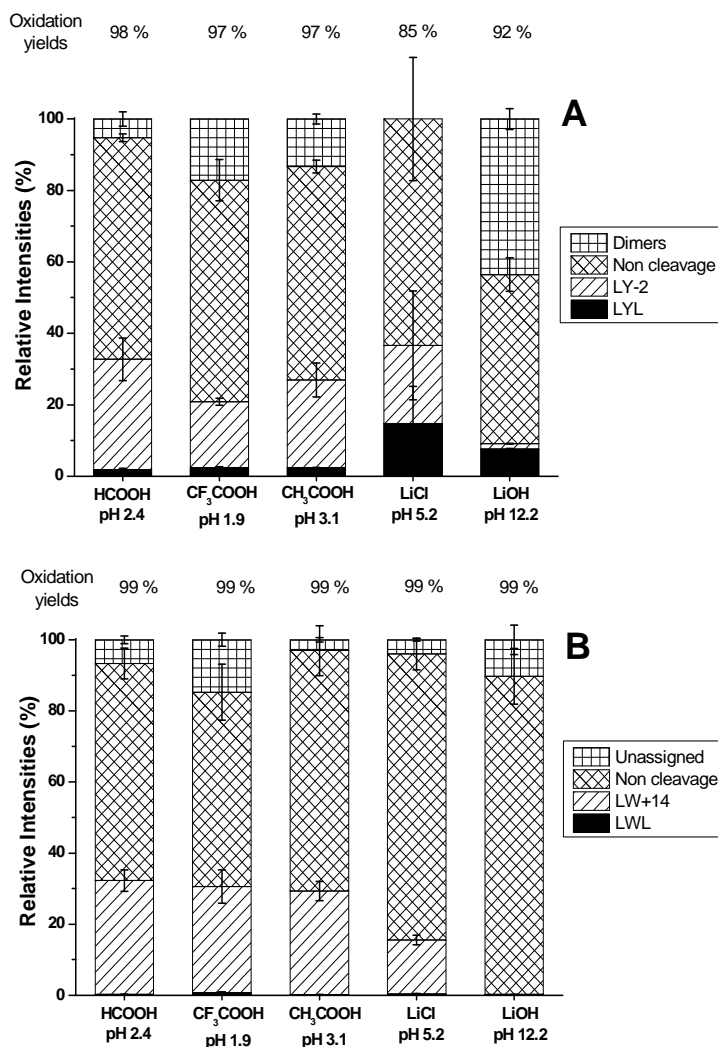 Oxidation
yields
98 % 97 % 97 % 85 % 92 %
A
Relative Intensities (%)
100
80
60
40
20
0
Dimers
Non cleavage
LY-2
LYL
HCOOH CF₃COOH CH₃COOH LiCl LiOH
pH 2.4 pH 1.9 pH 3.1 pH 5.2 pH 12.2
Oxidation
yields
99 % 99 % 99 % 99 % 99 %
B
Relative Intensities (%)
100
80
60
40
20
0
Unassigned
Non cleavage
LW+14
LWL
HCOOH CF₃COOH CH₃COOH LiCl LiOH
pH 2.4 pH 1.9 pH 3.1 pH 5.2 pH 12.2